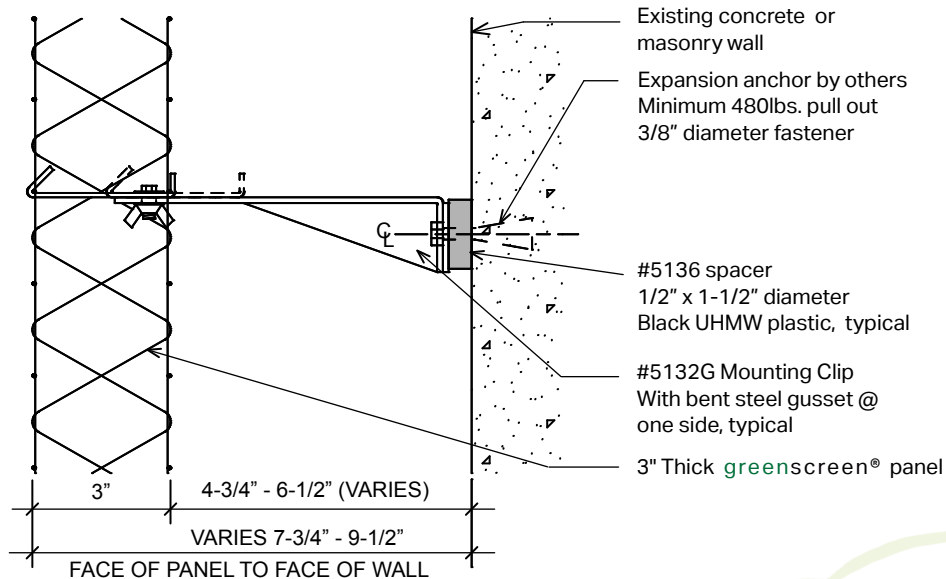 Existing concrete or
masonry wall
Expansion anchor by others
Minimum 480lbs. pull out
3/8" diameter fastener
℄
#5136 spacer
1/2" x 1-1/2" diameter
Black UHMW plastic, typical
#5132G Mounting Clip
With bent steel gusset @
one side, typical
3" Thick greenscreen® panel
3"
4-3/4" - 6-1/2" (VARIES)
VARIES 7-3/4" - 9-1/2"
FACE OF PANEL TO FACE OF WALL